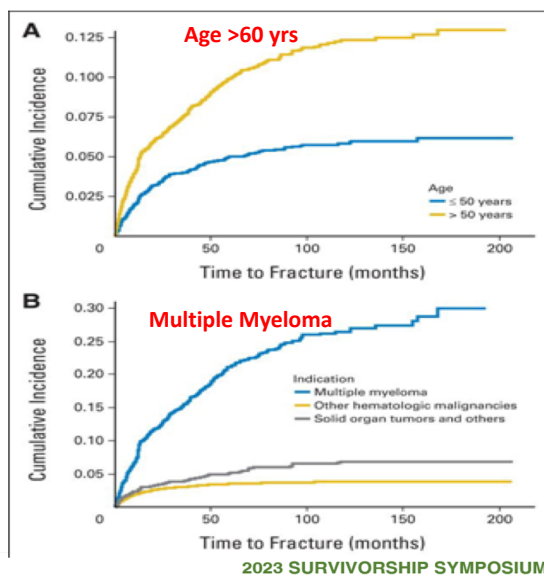 A
Age >60 yrs
Cumulative Incidence
0.125
0.100
0.075
0.050
0.025
0
50
100
150
200
Time to Fracture (months)
Age
≤ 50 years
> 50 years
B
Multiple Myeloma
Cumulative Incidence
0.30
0.25
0.20
0.15
0.10
0.05
0
50
100
150
200
Time to Fracture (months)
Indication
Multiple myeloma
Other hematologic malignancies
Solid organ tumors and others
2023 SURVIVORSHIP SYMPOSIUM